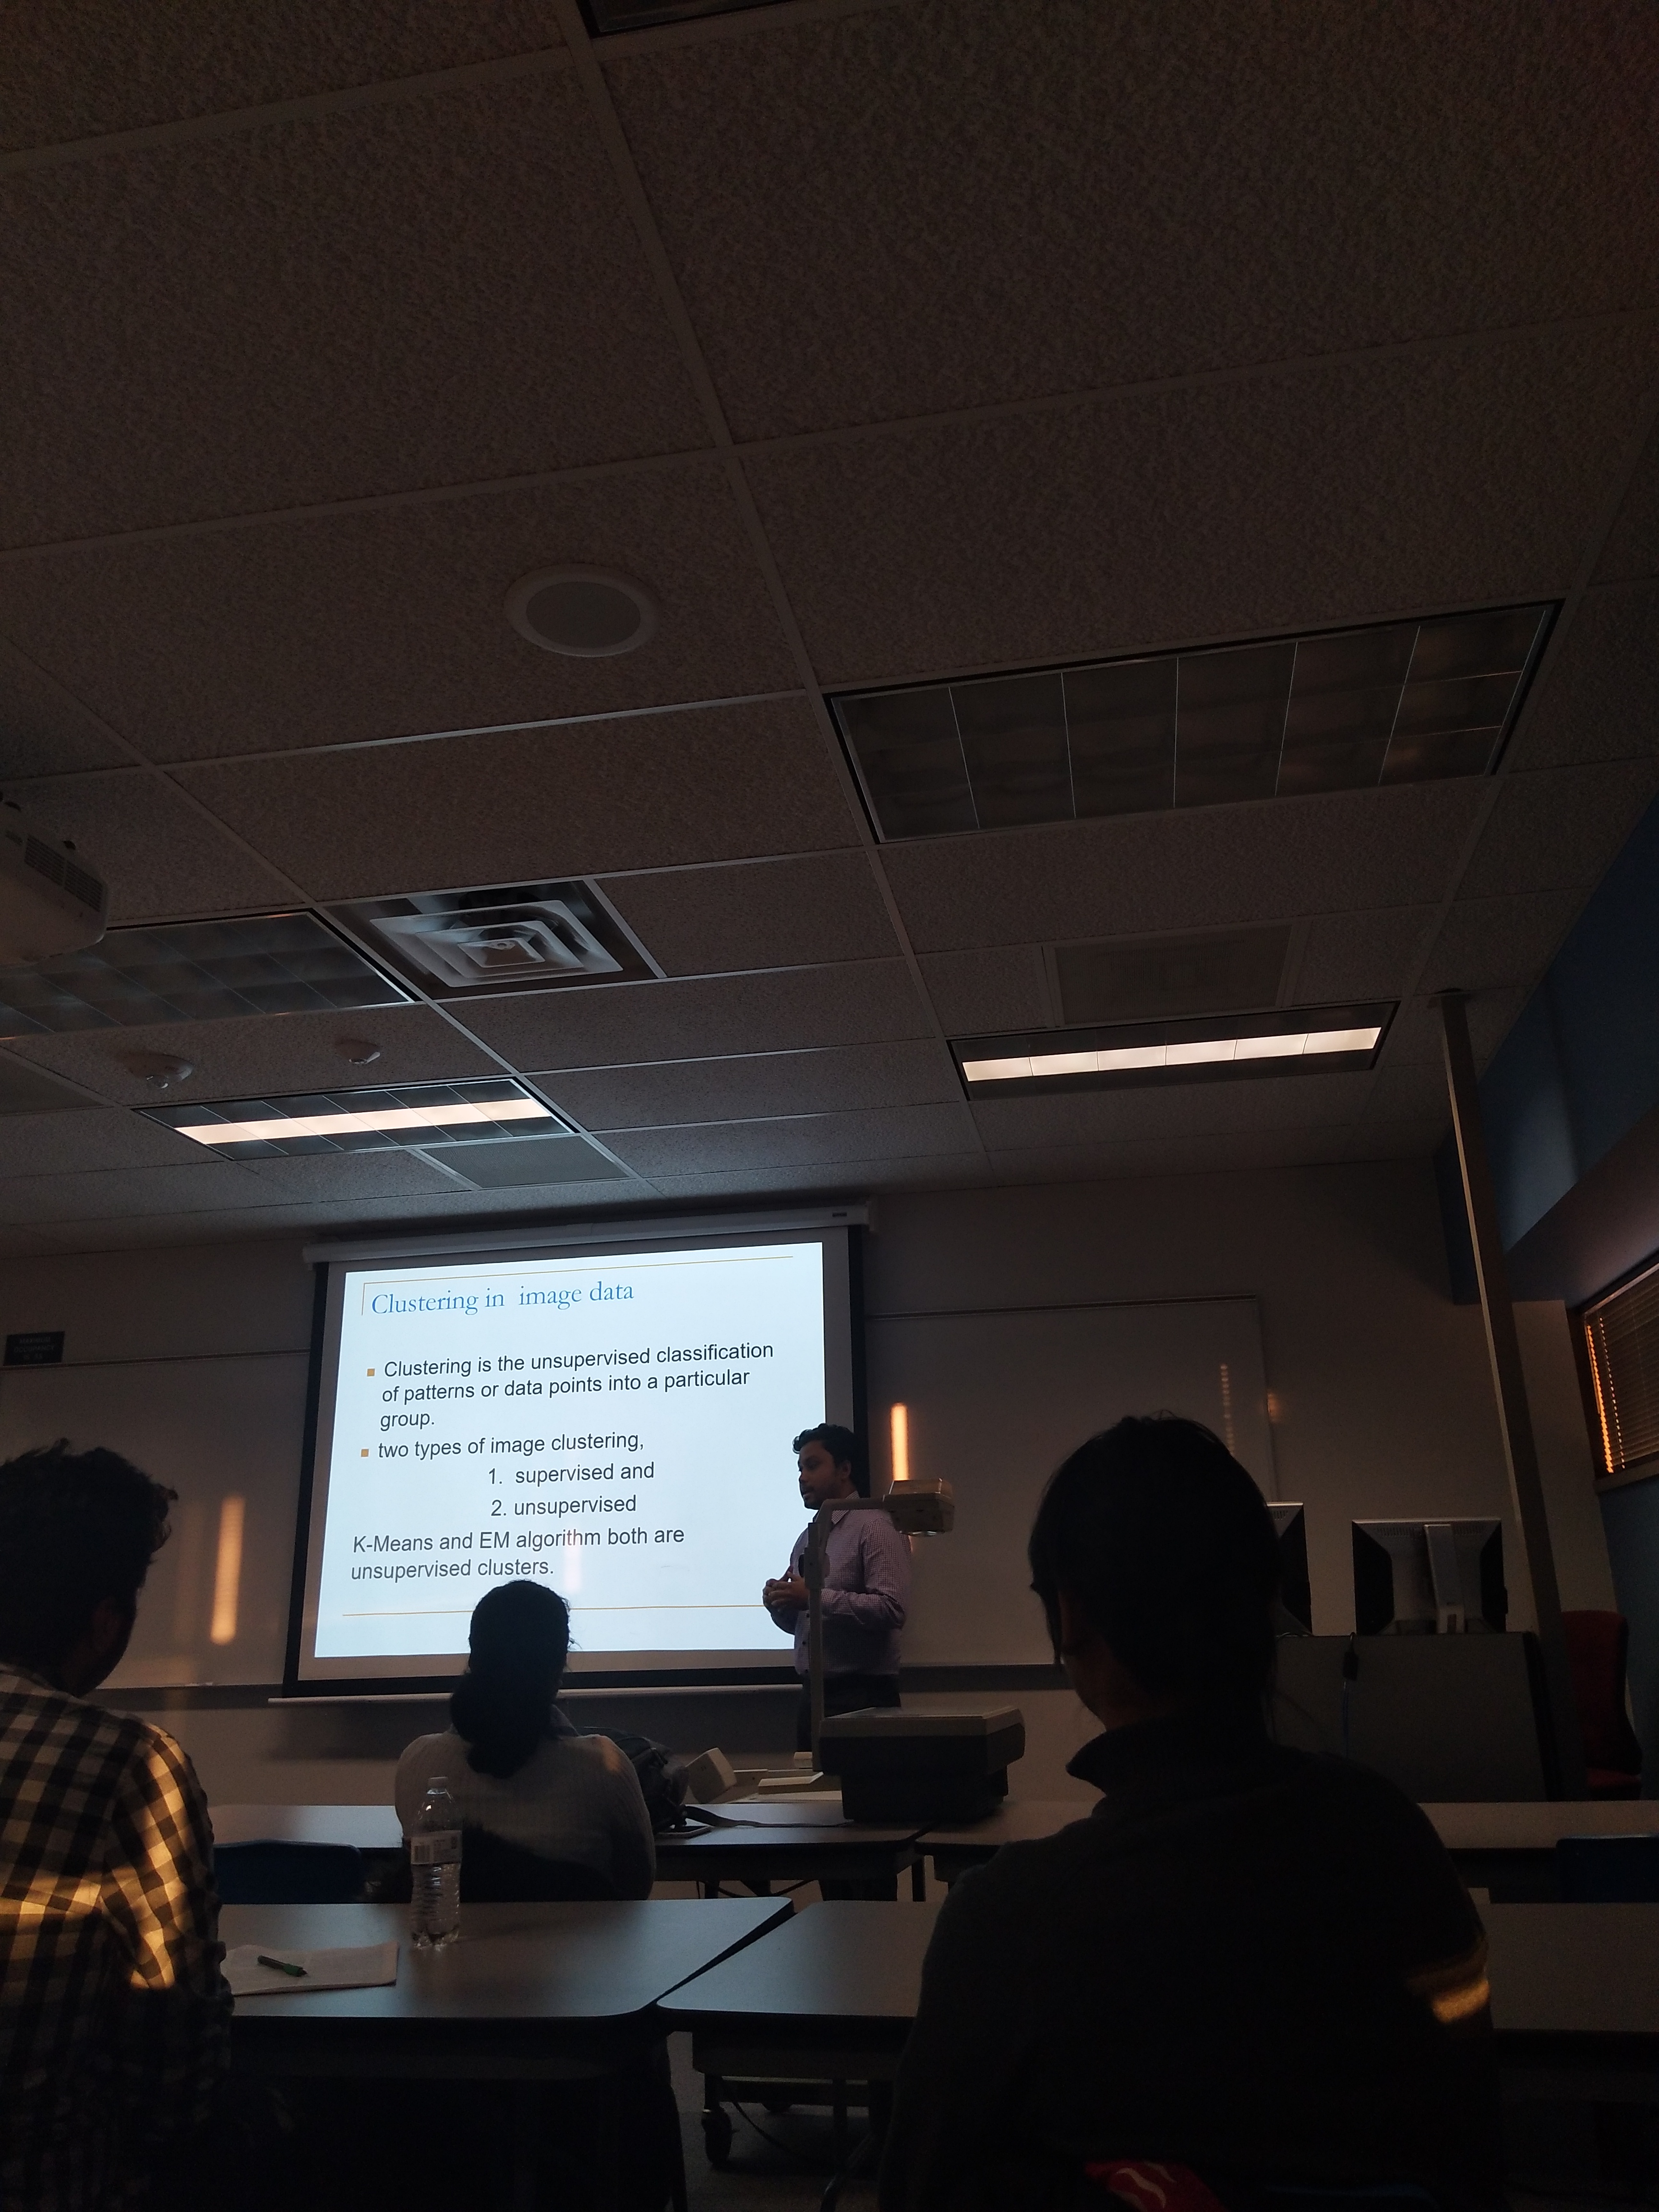 Clustering in image data
Clustering is the unsupervised classification
of patterns or data points into a particular
group.
two types of image clustering,
1. supervised and
2. unsupervised
K-Means and EM algorithm both are
unsupervised clusters.